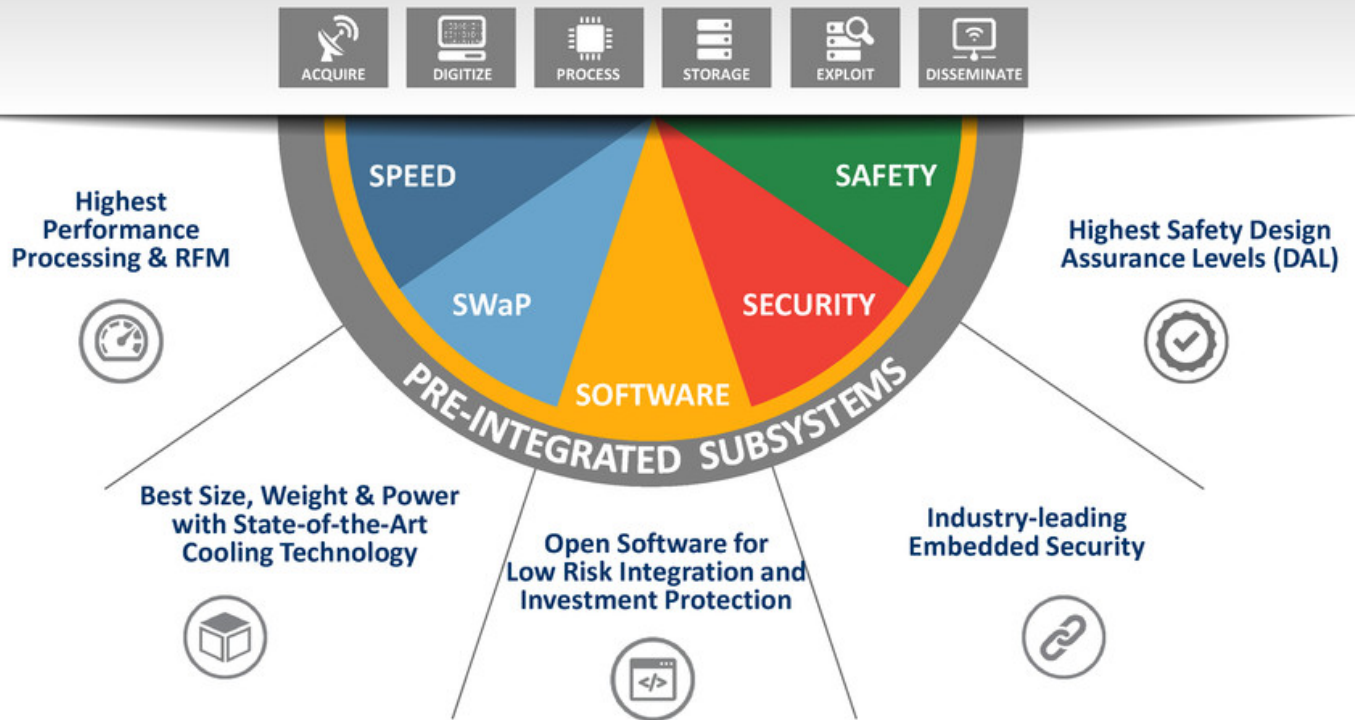 ACQUIRE
DIGITIZE
PROCESS
STORAGE
EXPLOIT
DISSEMINATE
SPEED
SWaP
SOFTWARE
SECURITY
SAFETY
PRE-INTEGRATED SUBSYSTEMS
Highest
Performance
Processing & RFM
Best Size, Weight & Power
with State-of-the-Art
Cooling Technology
Open Software for
Low Risk Integration and
Investment Protection
</>
Industry-leading
Embedded Security
Highest Safety Design
Assurance Levels (DAL)